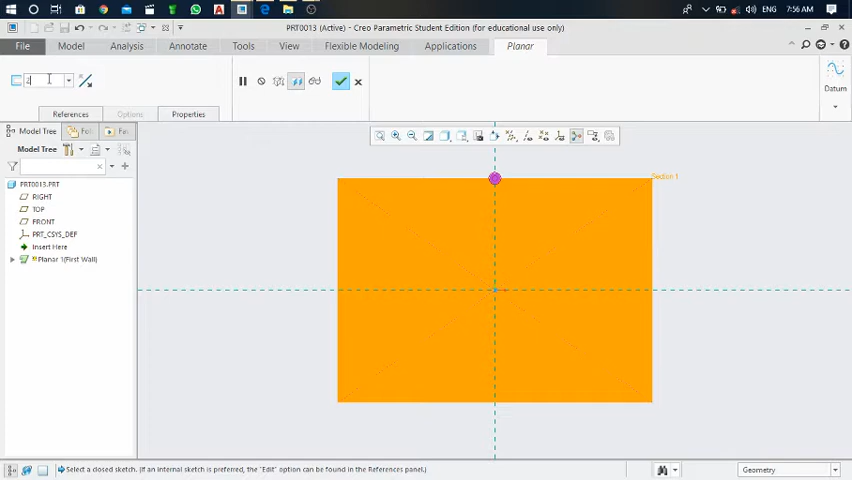 ENG 7:56 AM
PRT0013 (Active) - Creo Parametric Student Edition (for educational use only)
File Model Analysis Annotate Tools View Flexible Modeling Applications Planar
References Options Properties
Datum
Model Tree
Model Tree
Section 1
PRT0013.PRT
RIGHT
TOP
FRONT
PRT_CSYS_DEF
Insert Here
Planar 1(First Wall)
Select a closed sketch. (If an internal sketch is preferred, the "Edit" option can be found in the References panel.)
Geometry